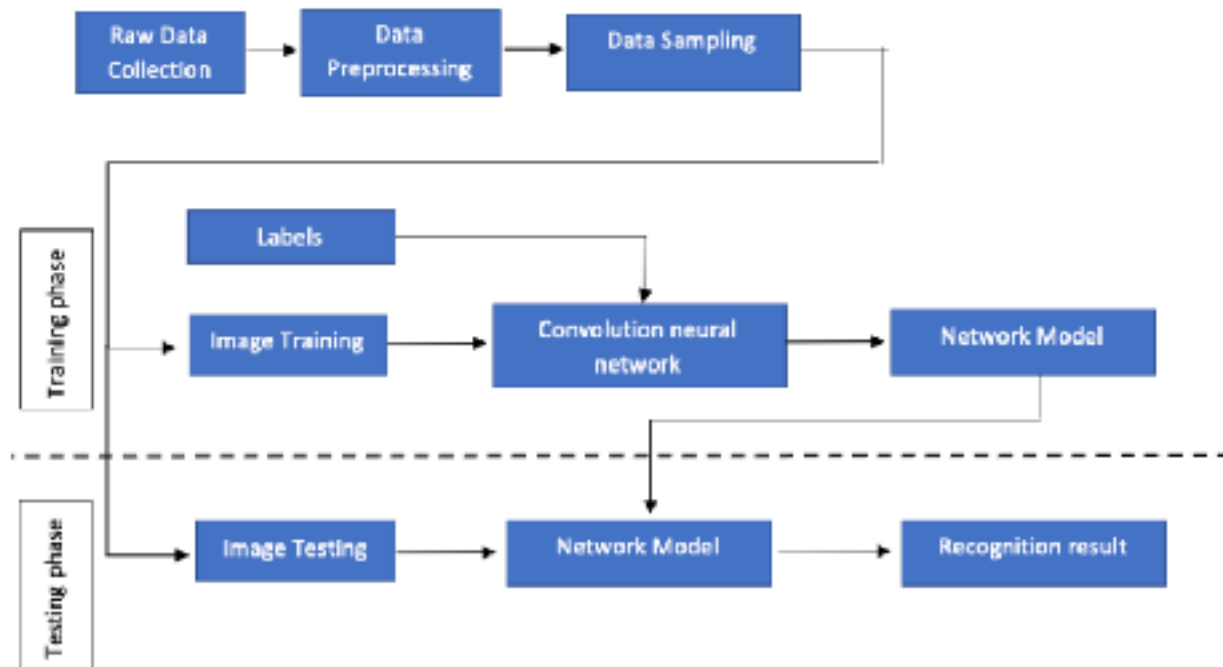 Raw Data
Collection
Data
Preprocessing
Data Sampling
Training phase
Labels
Image Training
Convolution neural
network
Network Model
Testing phase
Image Testing
Network Model
Recognition result